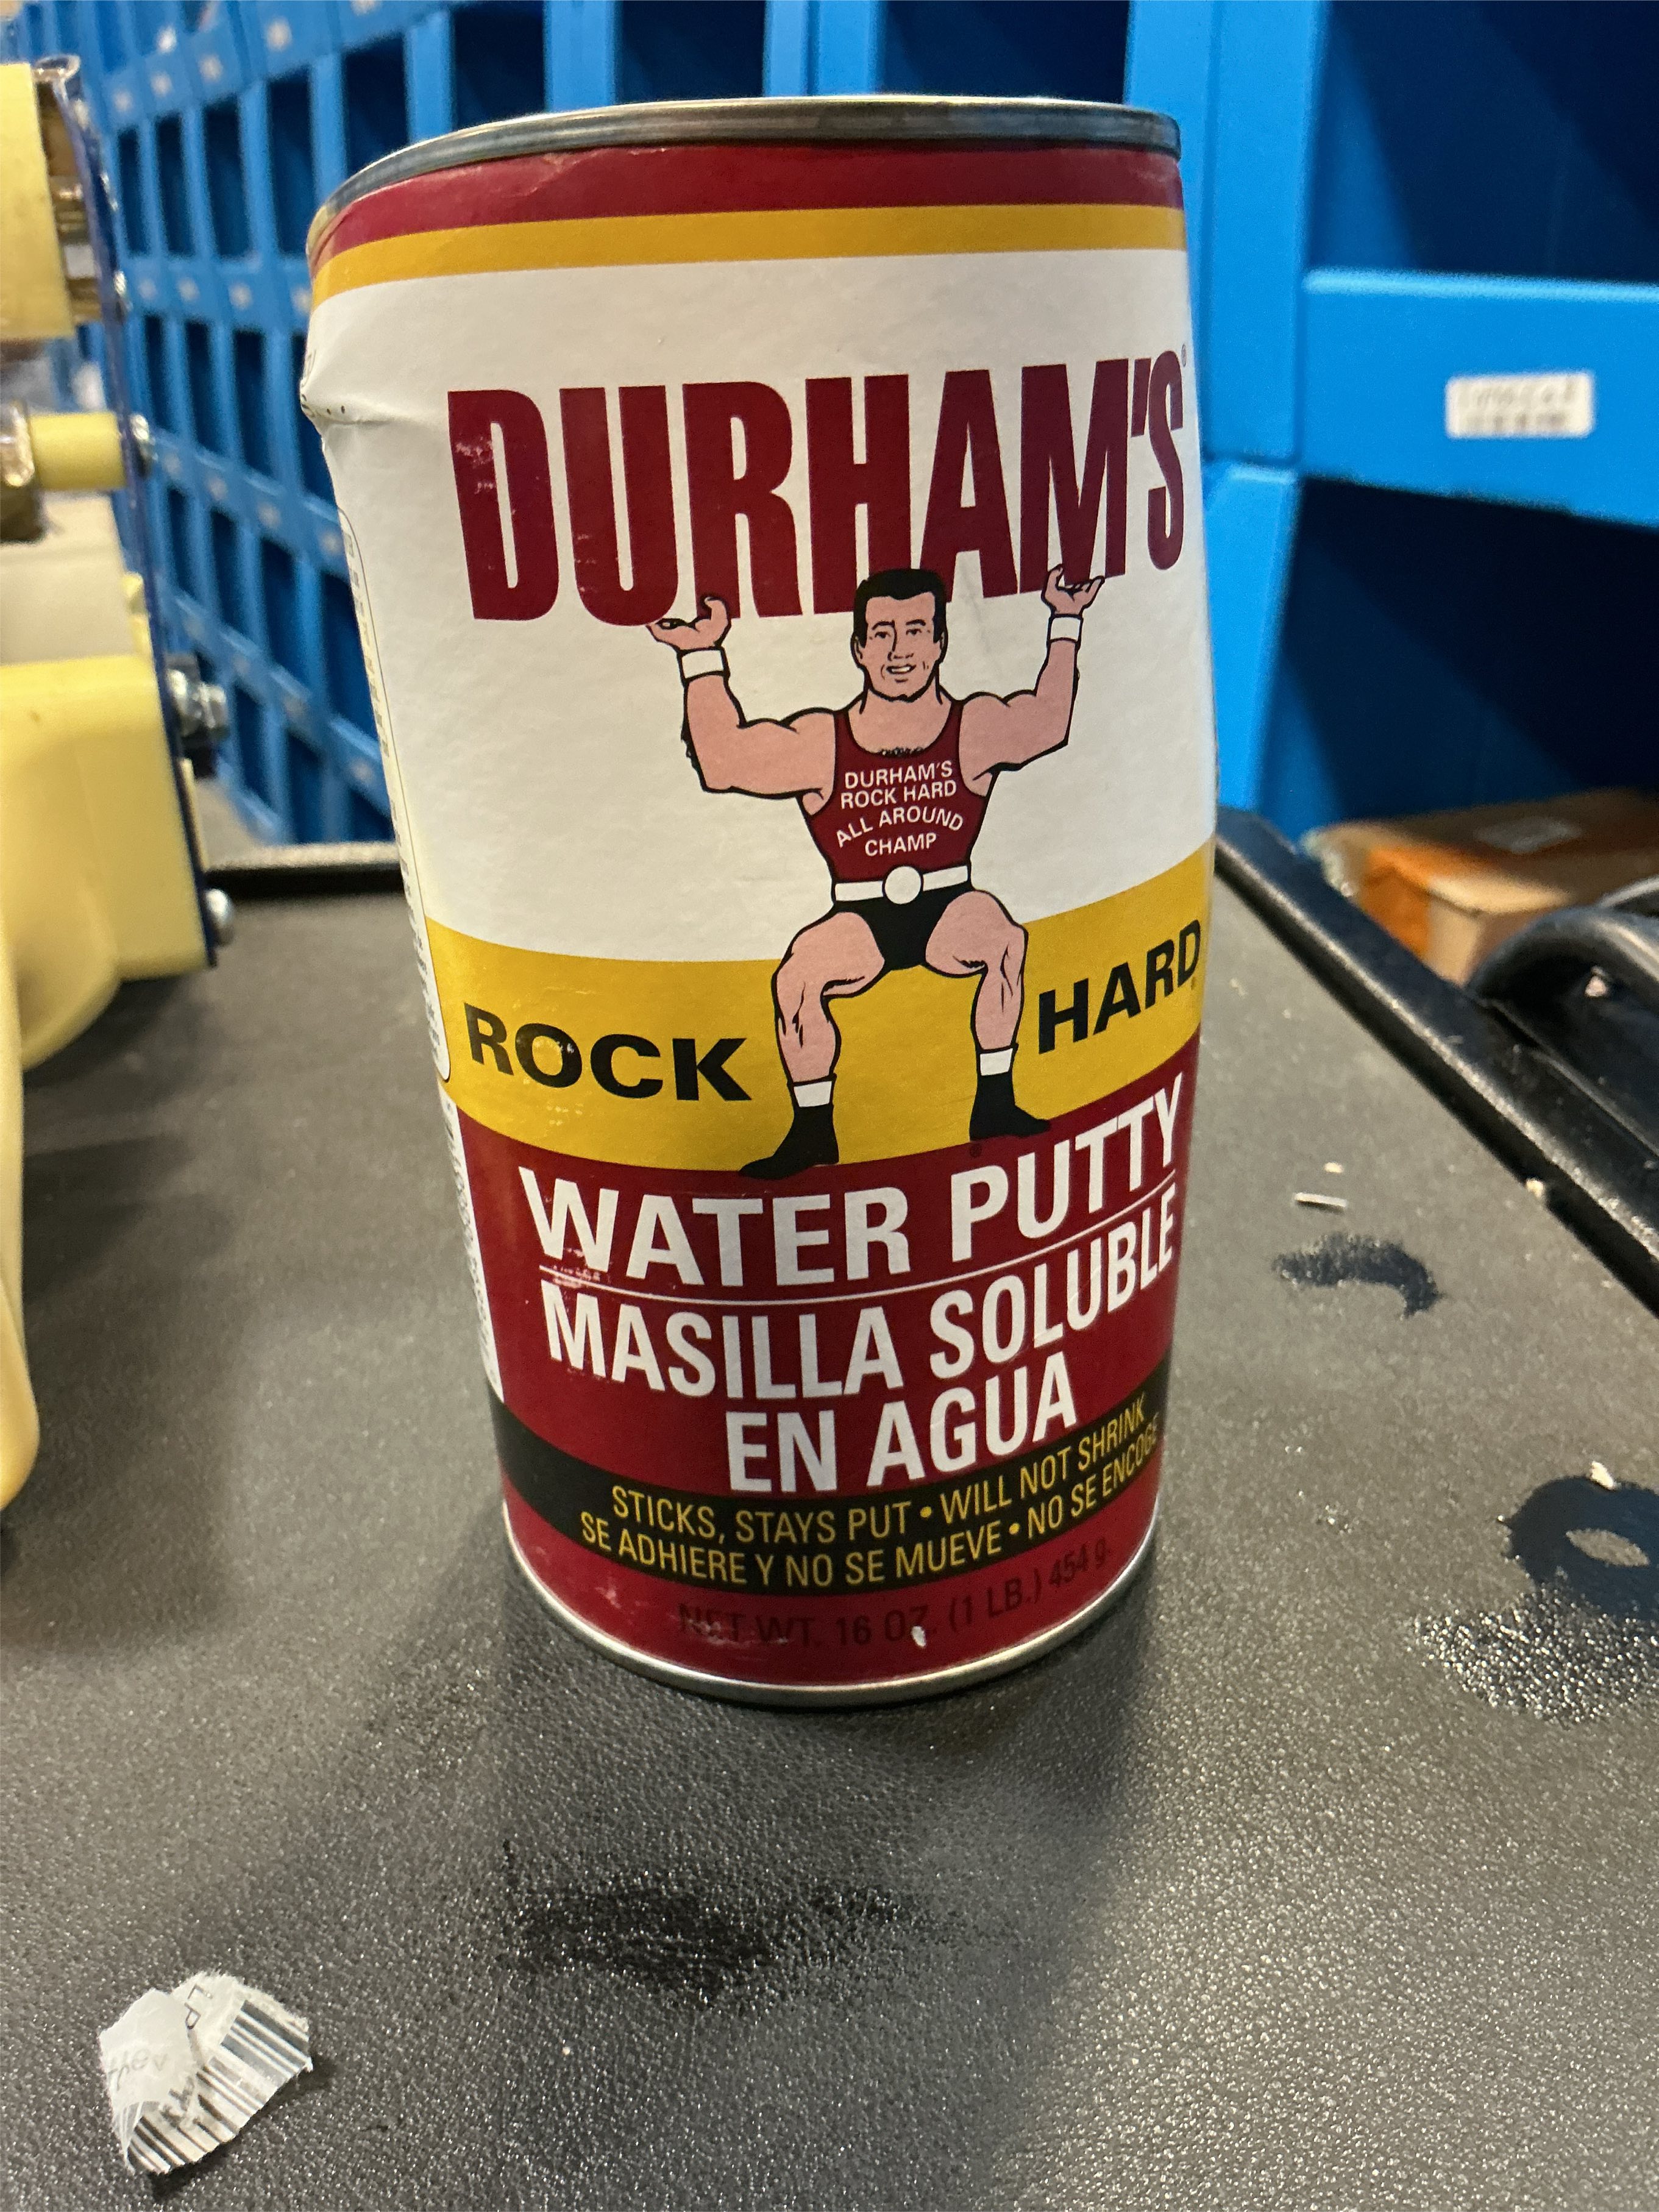 DURHAM'S®
DURHAM'S
ROCK HARD
ALL AROUND
CHAMP
ROCK HARD
WATER PUTTY
MASILLA SOLUBLE
EN AGUA
STICKS, STAYS PUT • WILL NOT SHRINK
SE ADHIERE Y NO SE MUEVE • NO SE ENCOGE
NET WT. 16 OZ. (1 LB.) 454 g.
LP